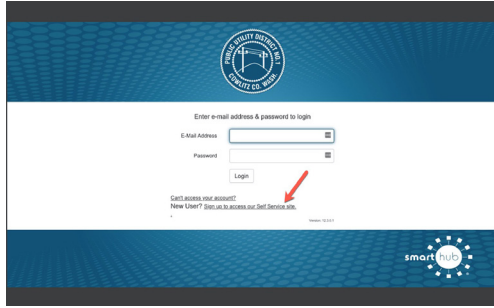 PUBLIC UTILITY DISTRICT NO.1
COWLITZ CO. WASH.
Enter e-mail address & password to login
E-Mail Address
Password
Login
Can't access your account?
New User? Sign up to access our Self Service site.
smart hub